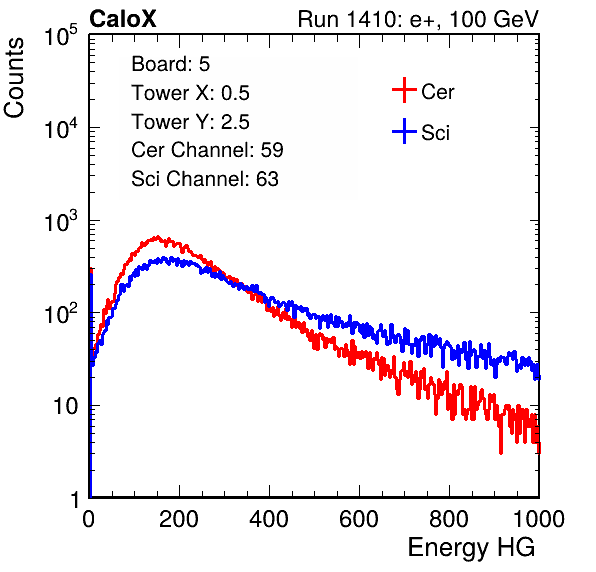 CaloX Run 1410: e+, 100 GeV
Counts
10^5
10^4
10^3
10^2
10
1
Board: 5
Tower X: 0.5
Tower Y: 2.5
Cer Channel: 59
Sci Channel: 63
Cer
Sci
0 200 400 600 800 1000
Energy HG